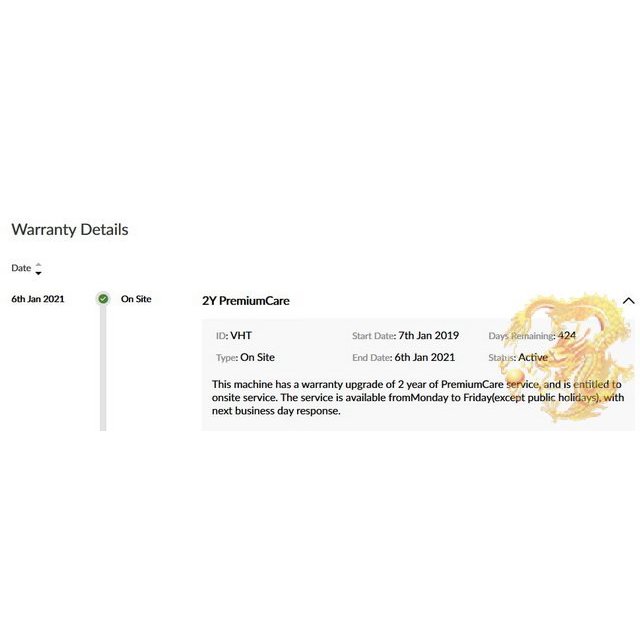 Warranty Details
Date
6th Jan 2021 On Site 2Y PremiumCare
ID: VHT Start Date: 7th Jan 2019 Days Remaining: 424
Type: On Site End Date: 6th Jan 2021 Status: Active
This machine has a warranty upgrade of 2 year of PremiumCare service, and is entitled to
onsite service. The service is available fromMonday to Friday(except public holidays), with
next business day response.